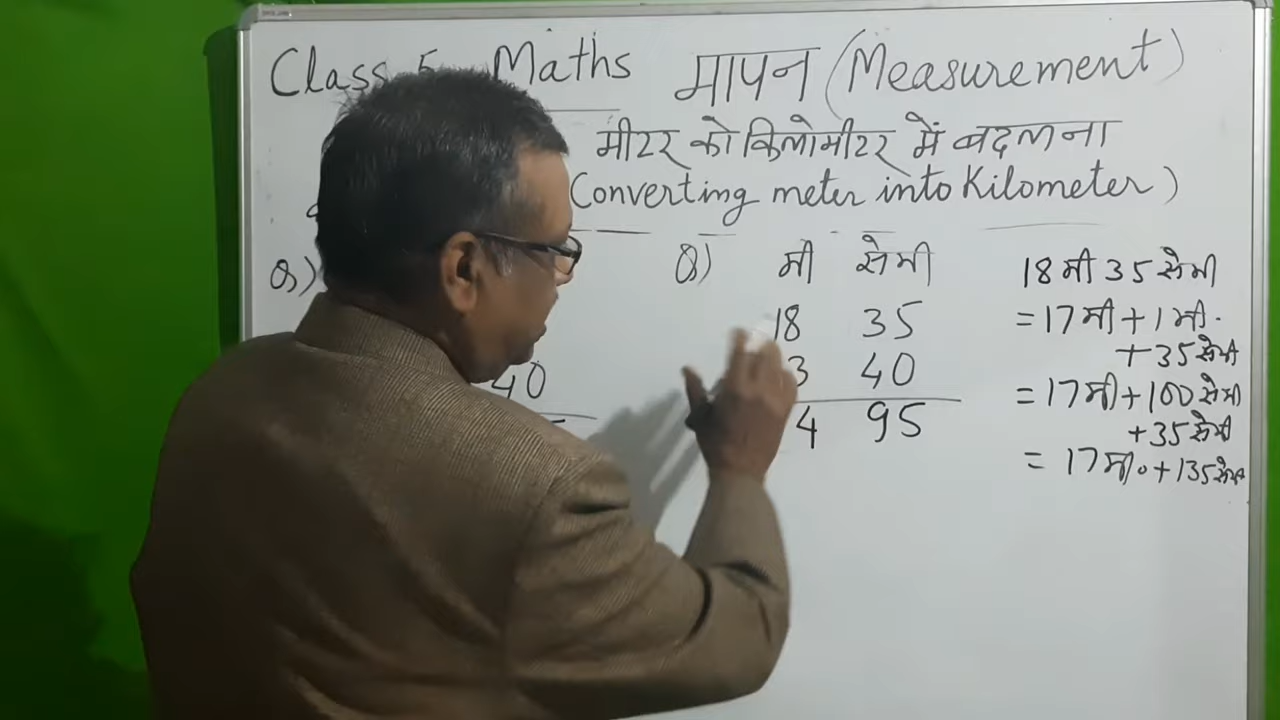 Class 5 Maths मापन (Measurement)
मीटर को किलोमीटर में बदलना
(Converting meter into Kilometer)
Q)
40
Q) मी सेमी
18 35
3 40
4 95
18 मी 35 सेमी
= 17 मी + 1 मी.
+ 35 सेमी
= 17 मी + 100 सेमी
+ 35 सेमी
= 17 मी० + 135 सेमी